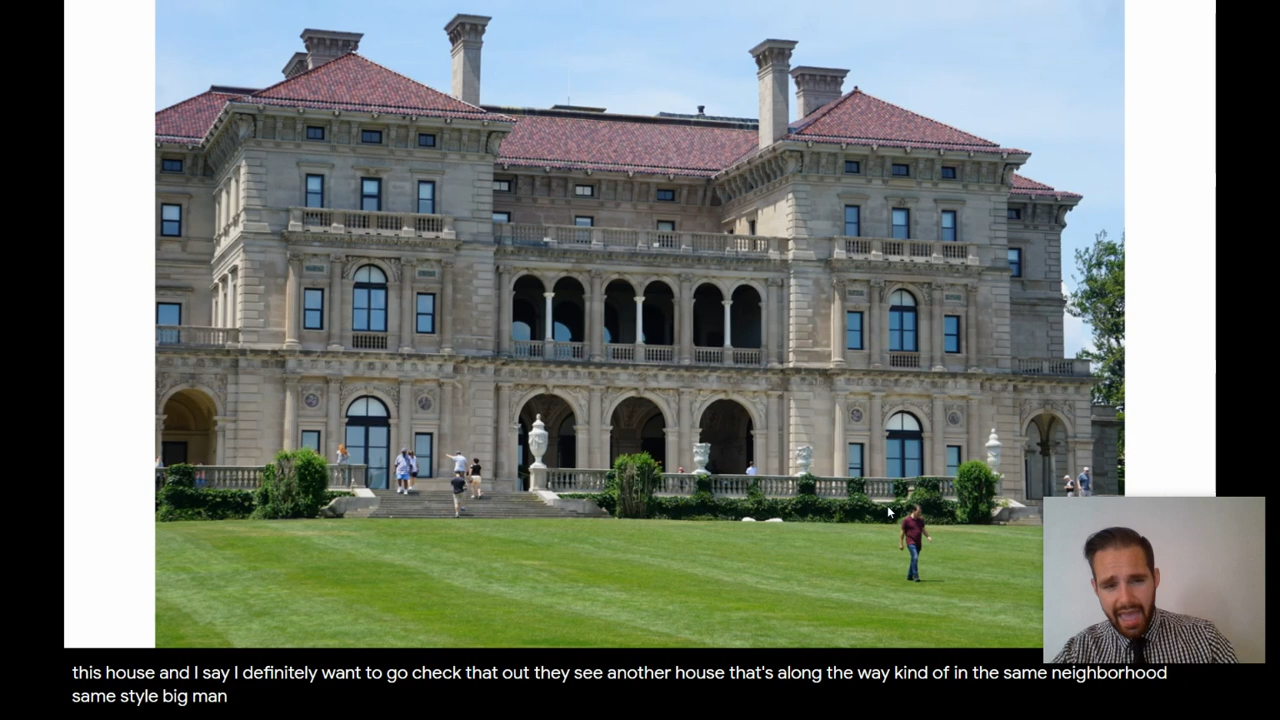 this house and I say I definitely want to go check that out they see another house that's along the way kind of in the same neighborhood
same style big man